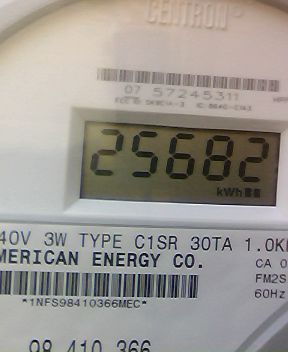 CENTRON®
07 57245311
25682
kWh
40V 3W TYPE C1SR 30TA 1.0K
MERICAN ENERGY CO.
CA 0
FM2S
60Hz
*1NFS98410366MEC*
98 410 366